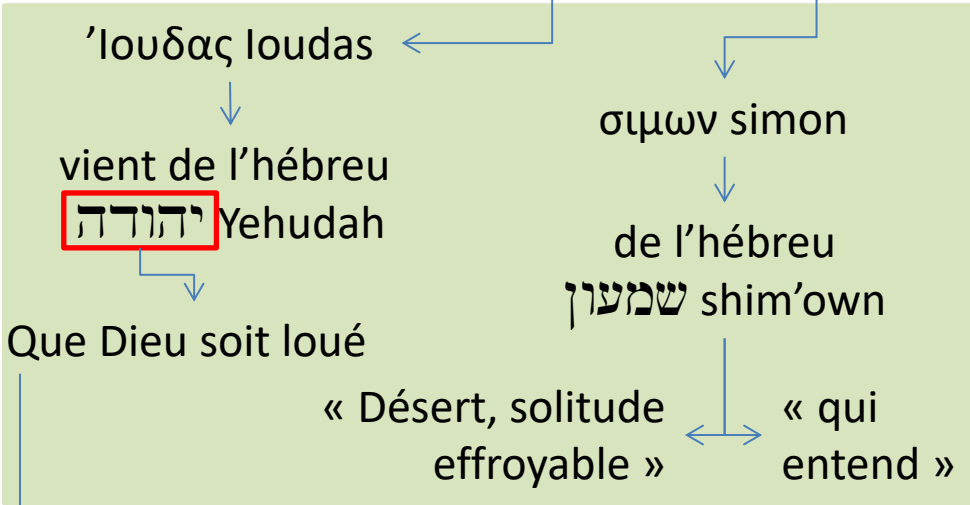 ’Ιουδας Ioudas
vient de l’hébreu
יהודה Yehudah
Que Dieu soit loué
σιμων simon
de l’hébreu
שמעון shim’own
« Désert, solitude
effroyable »
« qui
entend »